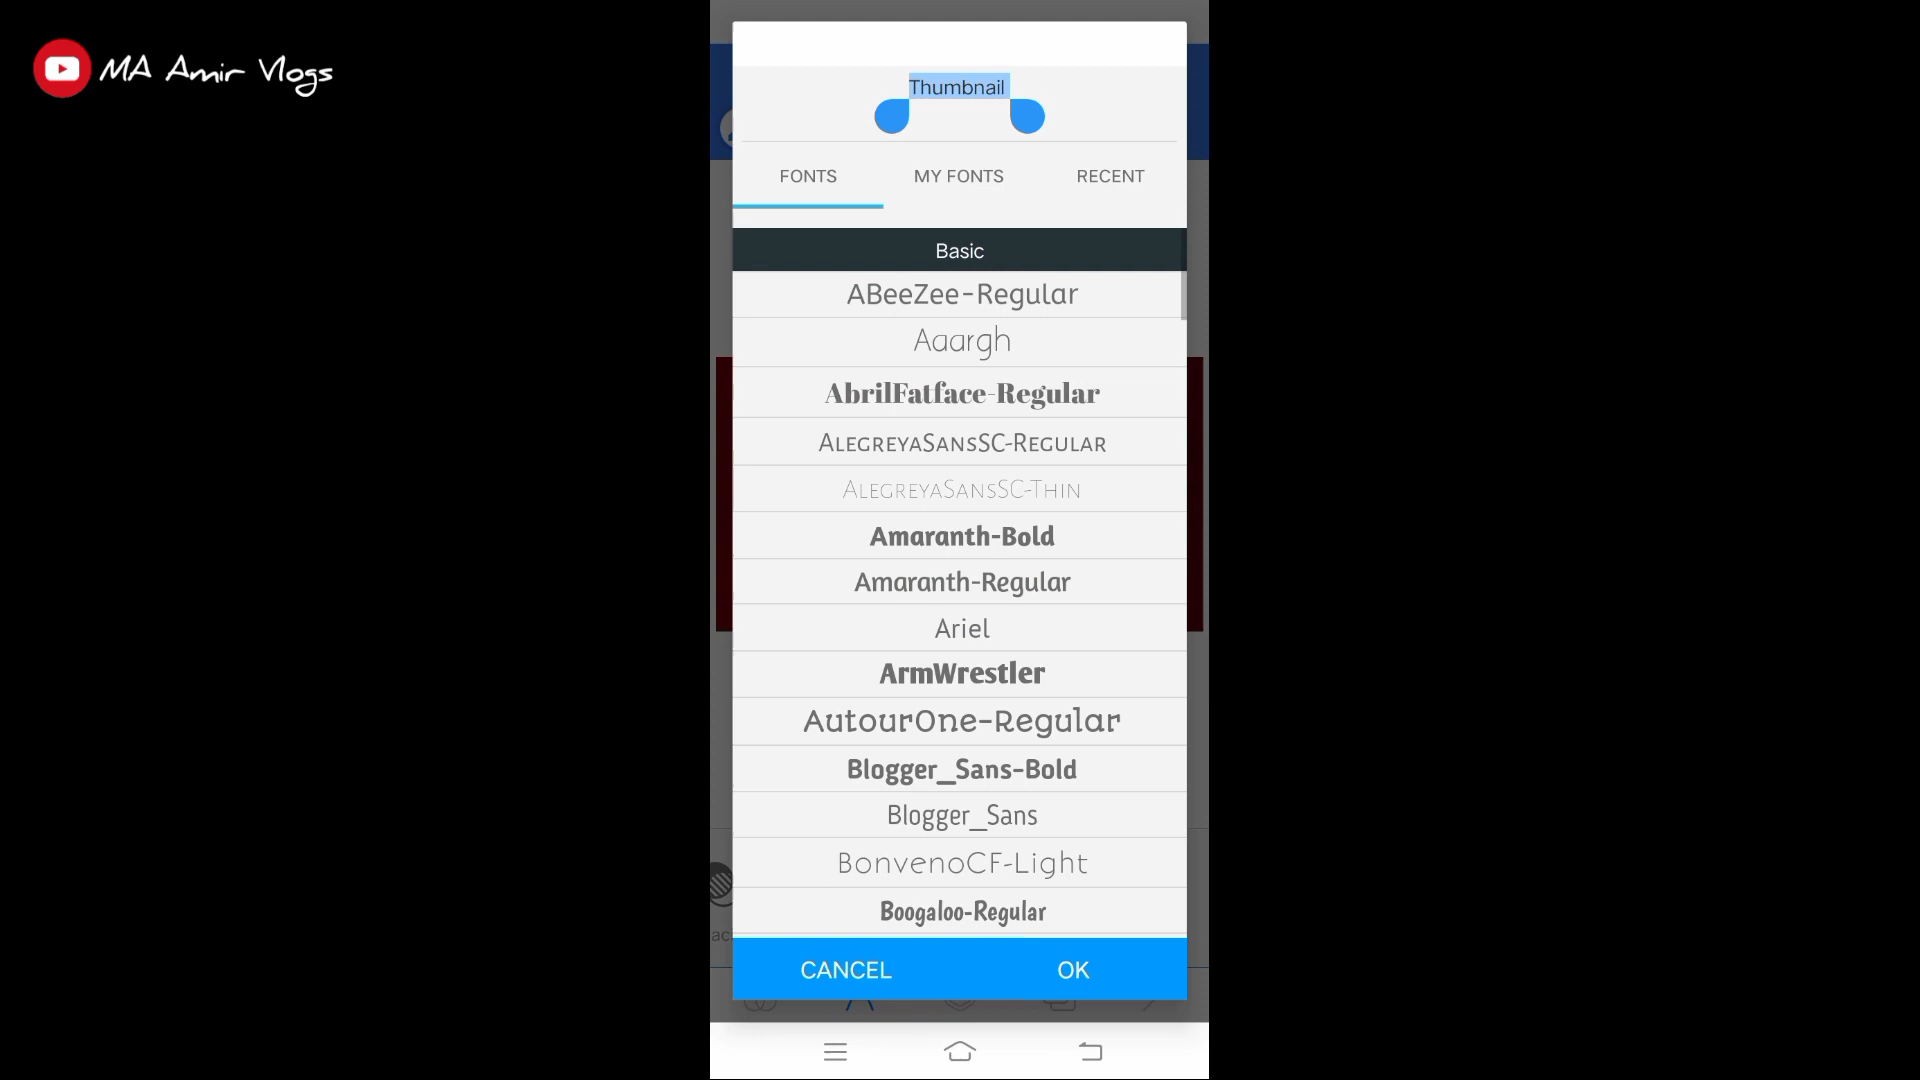 MA Amir Vlogs
Thumbnail
FONTS MY FONTS RECENT
Basic
ABeeZee-Regular
Aaargh
AbrilFatface-Regular
AlegreyaSansSC-Regular
AlegreyaSansSC-Thin
Amaranth-Bold
Amaranth-Regular
Ariel
ArmWrestler
AutourOne-Regular
Blogger_Sans-Bold
Blogger_Sans
BonvenoCF-Light
Boogaloo-Regular
CANCEL OK